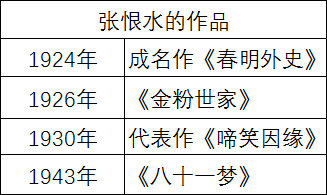 张恨水的作品
1924年 成名作《春明外史》
1926年 《金粉世家》
1930年 代表作《啼笑因缘》
1943年 《八十一梦》